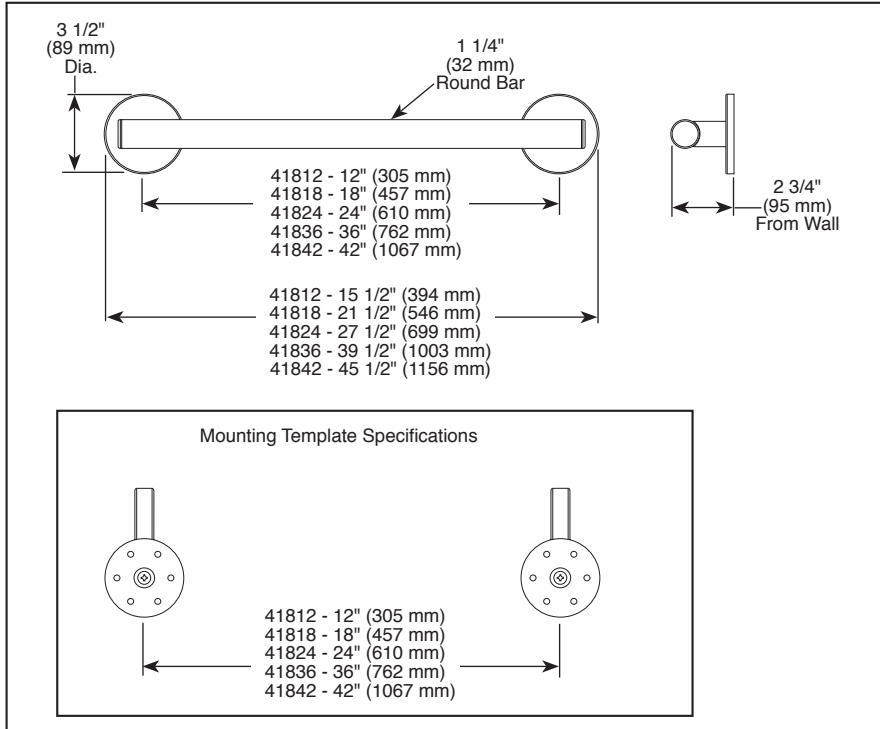 3 1/2"
(89 mm)
Dia.
1 1/4"
(32 mm)
Round Bar
41812 - 12" (305 mm)
41818 - 18" (457 mm)
41824 - 24" (610 mm)
41836 - 36" (762 mm)
41842 - 42" (1067 mm)
2 3/4"
(95 mm)
From Wall
41812 - 15 1/2" (394 mm)
41818 - 21 1/2" (546 mm)
41824 - 27 1/2" (699 mm)
41836 - 39 1/2" (1003 mm)
41842 - 45 1/2" (1156 mm)
Mounting Template Specifications
41812 - 12" (305 mm)
41818 - 18" (457 mm)
41824 - 24" (610 mm)
41836 - 36" (762 mm)
41842 - 42" (1067 mm)